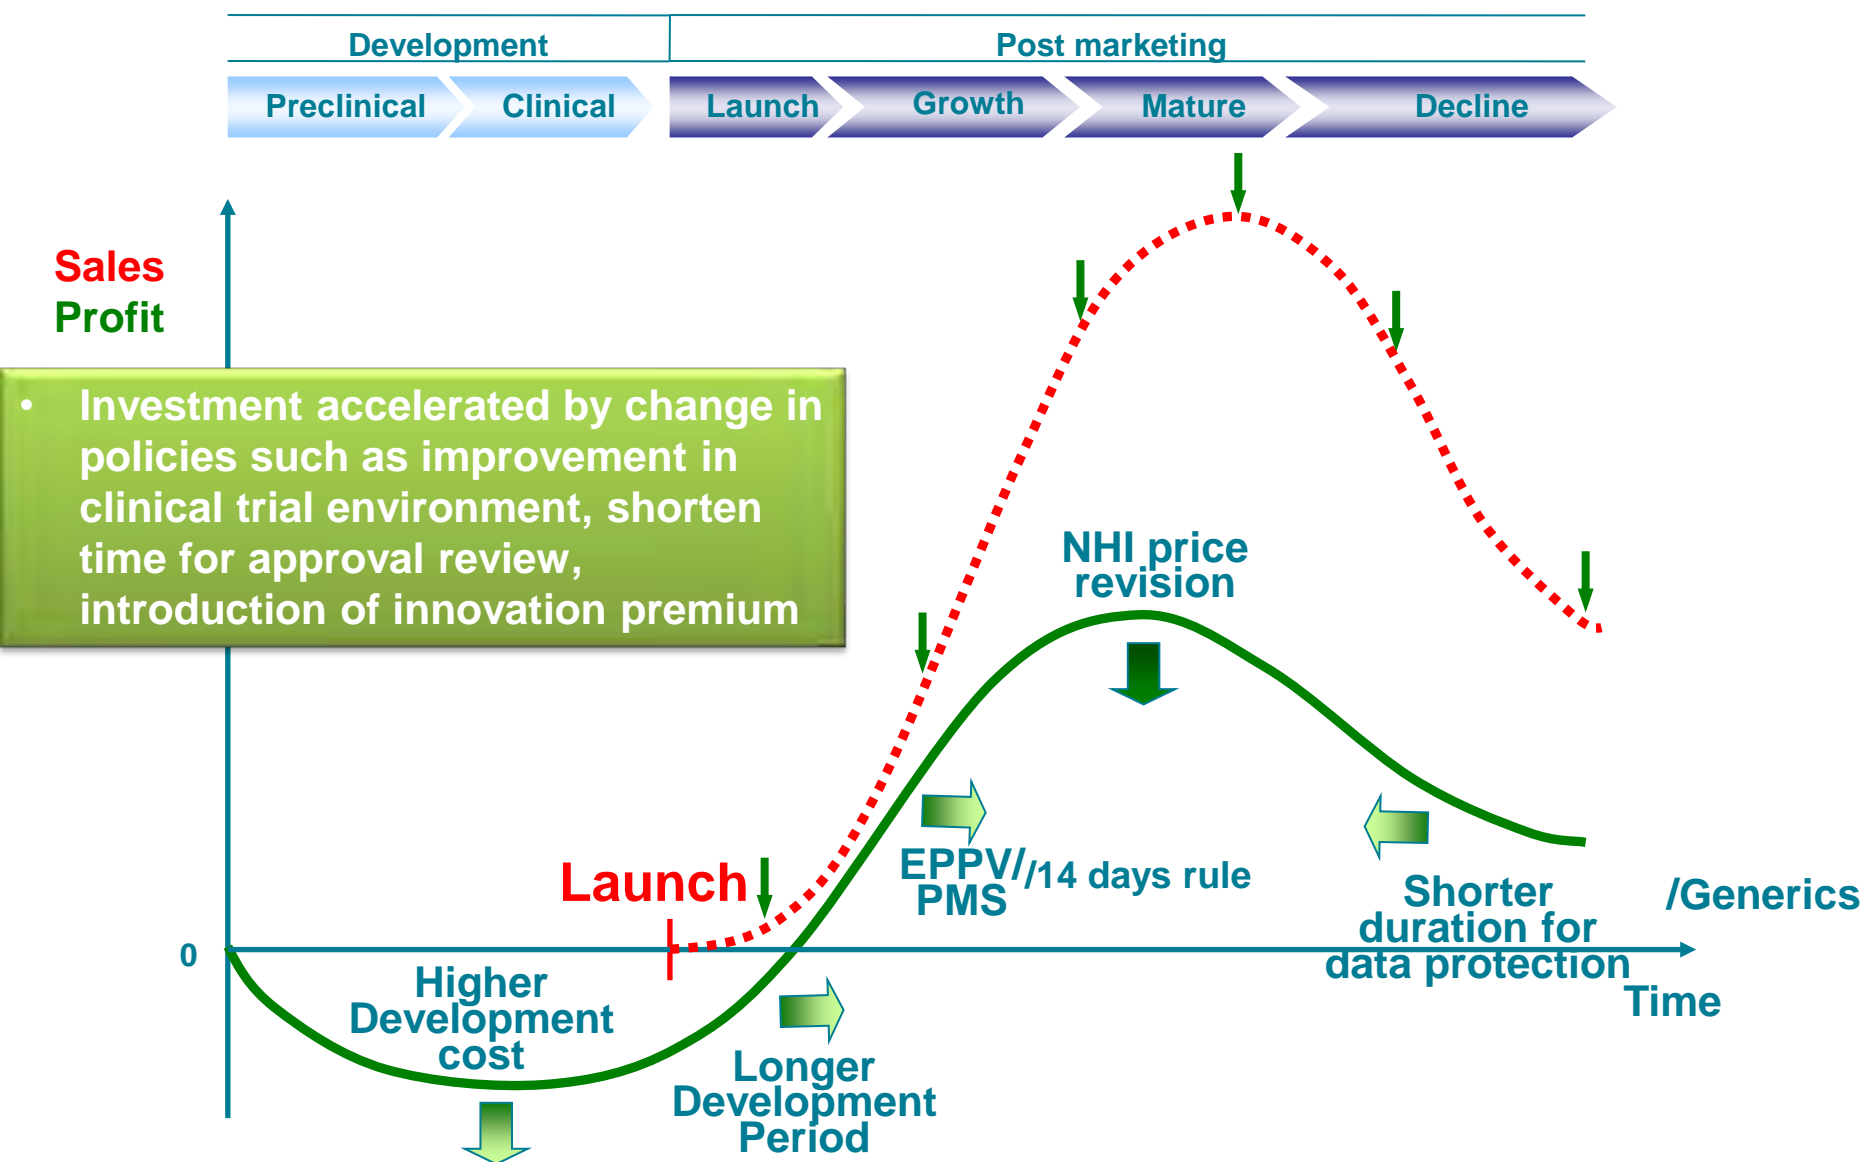 Development
Post marketing
Preclinical
Clinical
Launch
Growth
Mature
Decline
Sales
Profit
• Investment accelerated by change in
policies such as improvement in
clinical trial environment, shorten
time for approval review,
introduction of innovation premium
NHI price
revision
Launch
EPPV/
PMS
/14 days rule
Shorter
duration for
data protection
/Generics
0
Time
Higher
Development
cost
Longer
Development
Period